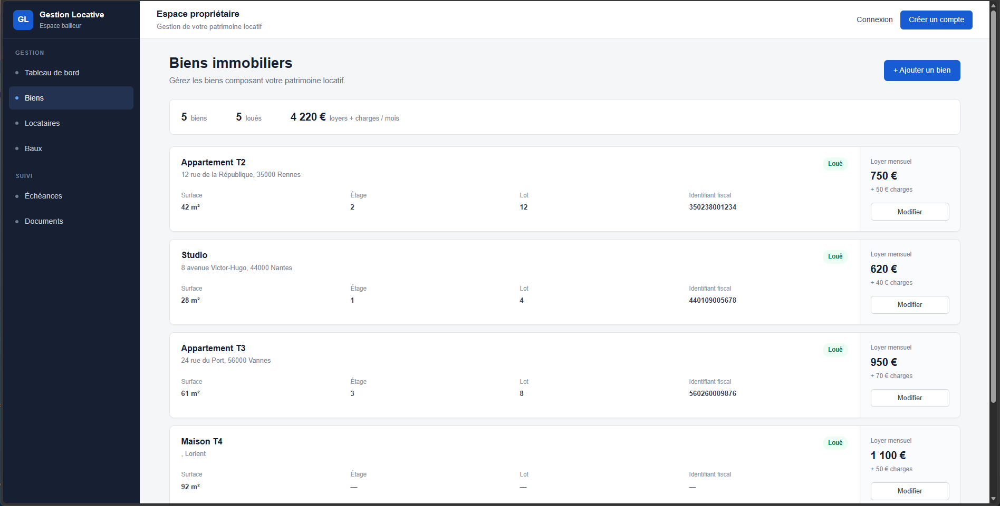 GL
Gestion Locative
Espace bailleur
GESTION
Tableau de bord
Biens
Locataires
Baux
SUIVI
Échéances
Documents
Espace propriétaire
Gestion de votre patrimoine locatif
Connexion
Créer un compte
Biens immobiliers
Gérez les biens composant votre patrimoine locatif.
+ Ajouter un bien
5 biens 5 loués 4 220 € loyers + charges / mois
Appartement T2
12 rue de la République, 35000 Rennes
Loué
Surface Étage Lot Identifiant fiscal
42 m² 2 12 350238001234
Loyer mensuel
750 €
+ 50 € charges
Modifier
Studio
8 avenue Victor-Hugo, 44000 Nantes
Loué
Surface Étage Lot Identifiant fiscal
28 m² 1 4 440109005678
Loyer mensuel
620 €
+ 40 € charges
Modifier
Appartement T3
24 rue du Port, 56000 Vannes
Loué
Surface Étage Lot Identifiant fiscal
61 m² 3 8 560260009876
Loyer mensuel
950 €
+ 70 € charges
Modifier
Maison T4
, Lorient
Loué
Surface Étage Lot Identifiant fiscal
92 m² — — —
Loyer mensuel
1 100 €
+ 50 € charges
Modifier